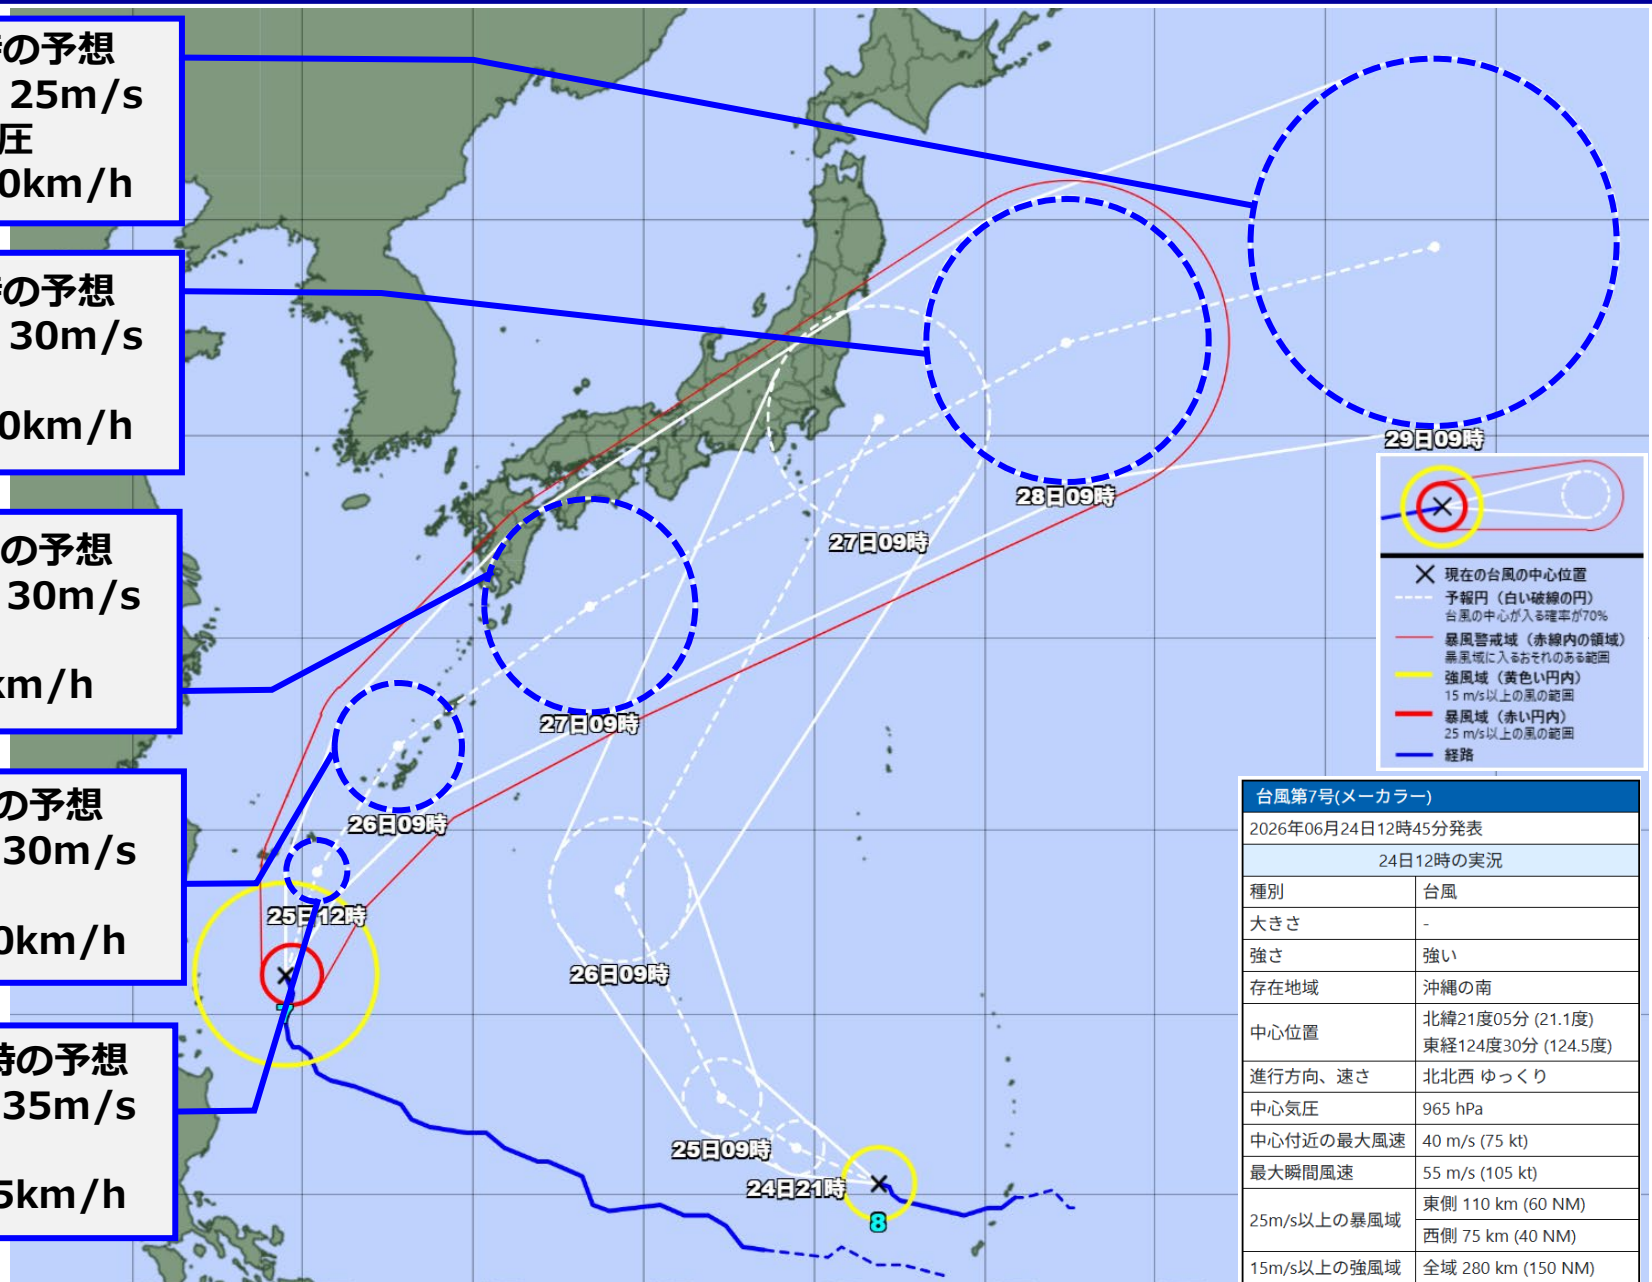 の予想
25m/s
圧
0km/h
の予想
30m/s
0km/h
の予想
30m/s
km/h
の予想
30m/s
0km/h
時の予想
35m/s
5km/h
29日09時
28日09時
27日09時
27日09時
26日09時
25日12時
26日09時
25日09時
24日21時
7
8
現在の台風の中心位置
予報円（白い破線の円）
台風の中心が入る確率が70%
暴風警戒域（赤線内の領域）
暴風域に入るおそれのある範囲
強風域（黄色い円内）
15 m/s以上の風の範囲
暴風域（赤い円内）
25 m/s以上の風の範囲
経路
台風第7号(メーカラー)
2026年06月24日12時45分発表
24日12時の実況
種別 台風
大きさ -
強さ 強い
存在地域 沖縄の南
中心位置 北緯21度05分 (21.1度)
東経124度30分 (124.5度)
進行方向、速さ 北北西 ゆっくり
中心気圧 965 hPa
中心付近の最大風速 40 m/s (75 kt)
最大瞬間風速 55 m/s (105 kt)
25m/s以上の暴風域 東側 110 km (60 NM)
西側 75 km (40 NM)
15m/s以上の強風域 全域 280 km (150 NM)